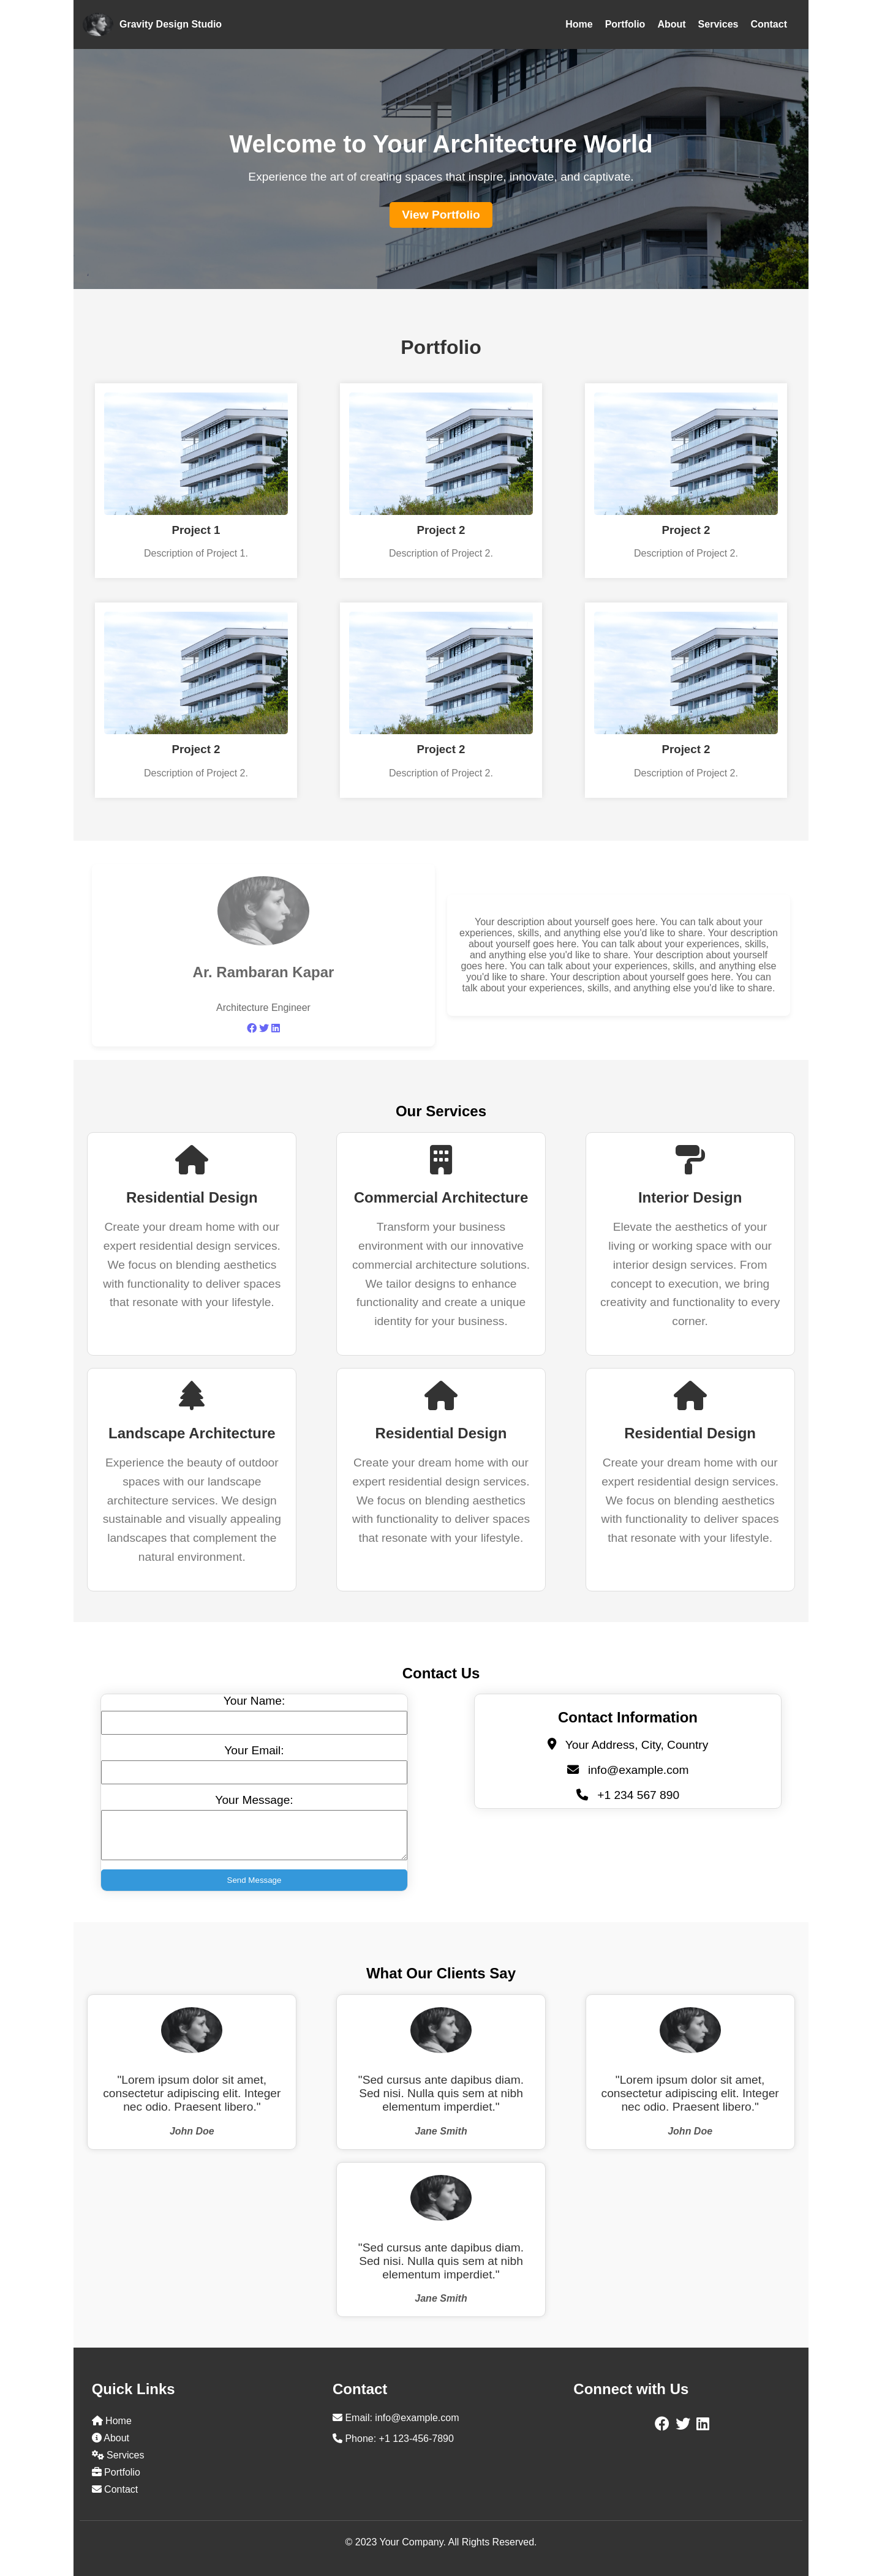 Gravity Design Studio
Home Portfolio About Services Contact
Welcome to Your Architecture World
Experience the art of creating spaces that inspire, innovate, and captivate.
View Portfolio
Portfolio
Project 1
Description of Project 1.
Project 2
Description of Project 2.
Project 2
Description of Project 2.
Project 2
Description of Project 2.
Project 2
Description of Project 2.
Project 2
Description of Project 2.
Ar. Rambaran Kapar
Architecture Engineer
Your description about yourself goes here. You can talk about your
experiences, skills, and anything else you'd like to share. Your description
about yourself goes here. You can talk about your experiences, skills,
and anything else you'd like to share. Your description about yourself
goes here. You can talk about your experiences, skills, and anything else
you'd like to share. Your description about yourself goes here. You can
talk about your experiences, skills, and anything else you'd like to share.
Our Services
Residential Design
Create your dream home with our
expert residential design services.
We focus on blending aesthetics
with functionality to deliver spaces
that resonate with your lifestyle.
Commercial Architecture
Transform your business
environment with our innovative
commercial architecture solutions.
We tailor designs to enhance
functionality and create a unique
identity for your business.
Interior Design
Elevate the aesthetics of your
living or working space with our
interior design services. From
concept to execution, we bring
creativity and functionality to every
corner.
Landscape Architecture
Experience the beauty of outdoor
spaces with our landscape
architecture services. We design
sustainable and visually appealing
landscapes that complement the
natural environment.
Residential Design
Create your dream home with our
expert residential design services.
We focus on blending aesthetics
with functionality to deliver spaces
that resonate with your lifestyle.
Residential Design
Create your dream home with our
expert residential design services.
We focus on blending aesthetics
with functionality to deliver spaces
that resonate with your lifestyle.
Contact Us
Your Name:
Your Email:
Your Message:
Send Message
Contact Information
Your Address, City, Country
info@example.com
+1 234 567 890
What Our Clients Say
"Lorem ipsum dolor sit amet,
consectetur adipiscing elit. Integer
nec odio. Praesent libero."
John Doe
"Sed cursus ante dapibus diam.
Sed nisi. Nulla quis sem at nibh
elementum imperdiet."
Jane Smith
"Lorem ipsum dolor sit amet,
consectetur adipiscing elit. Integer
nec odio. Praesent libero."
John Doe
"Sed cursus ante dapibus diam.
Sed nisi. Nulla quis sem at nibh
elementum imperdiet."
Jane Smith
Quick Links
Home
About
Services
Portfolio
Contact
Contact
Email: info@example.com
Phone: +1 123-456-7890
Connect with Us
© 2023 Your Company. All Rights Reserved.